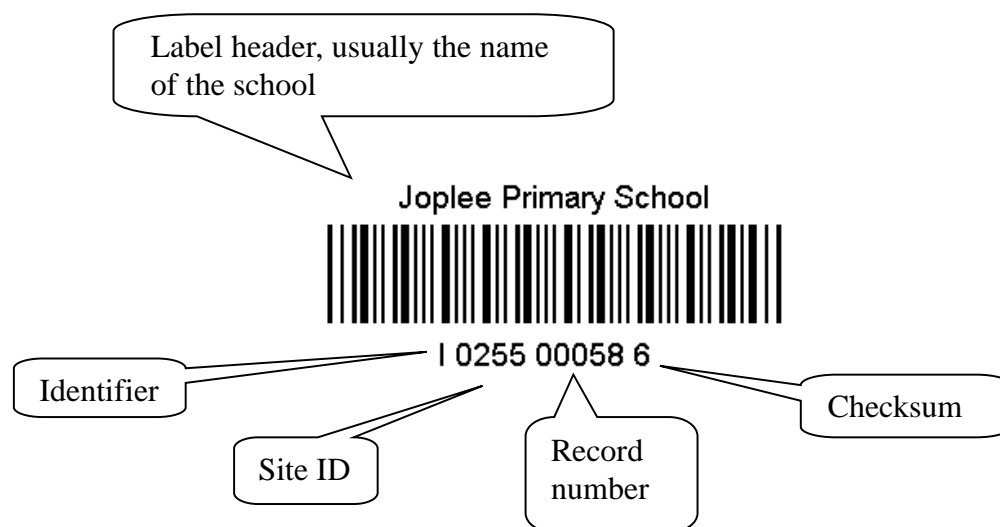 Label header, usually the name
of the school
Joplee Primary School
I 0255 00058 6
Identifier
Site ID
Record
number
Checksum